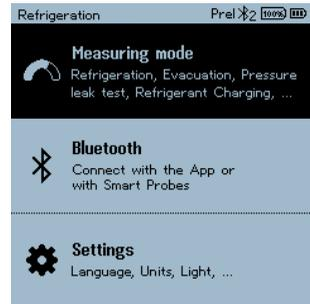 Refrigeration Prel 2 100%
Measuring mode
Refrigeration, Evacuation, Pressure
leak test, Refrigerant Charging, ...
Bluetooth
Connect with the App or
with Smart Probes
Settings
Language, Units, Light, ...